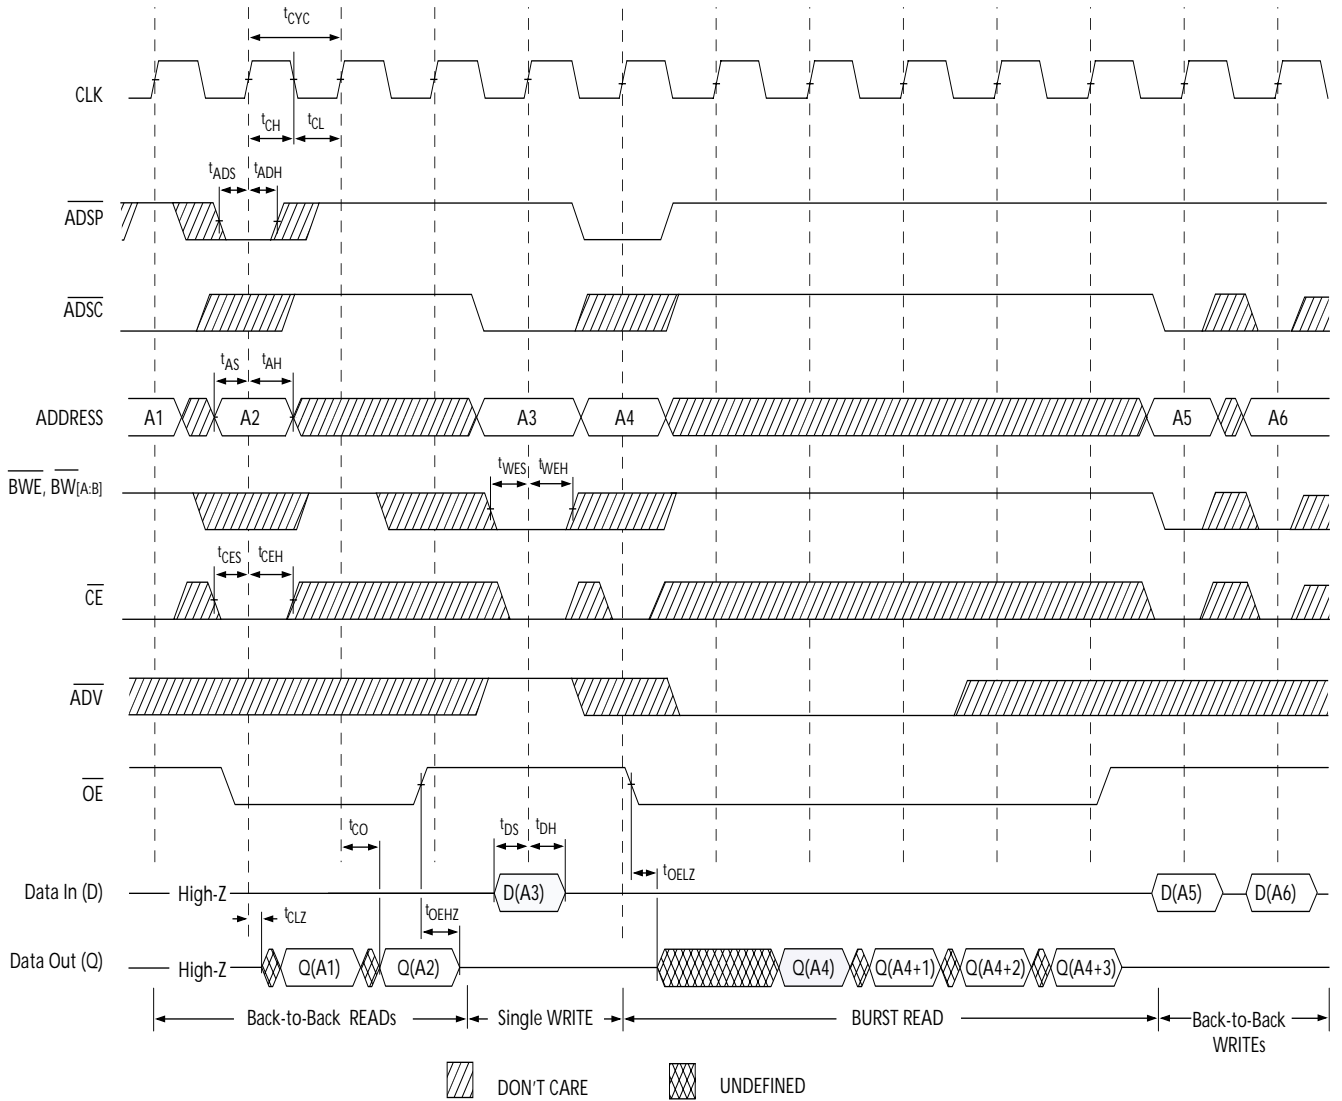 tCYC
CLK
tCH
tCL
tADS
tADH
ADSP
ADSC
tAS
tAH
ADDRESS
A1
A2
A3
A4
A5
A6
BWE, BW[A:B]
tWES
tWEH
tCES
tCEH
CE
ADV
OE
tCO
tDS
tDH
tOELZ
Data In (D)
High-Z
D(A3)
D(A5)
D(A6)
tCLZ
tOEHZ
Data Out (Q)
High-Z
Q(A1)
Q(A2)
Q(A4)
Q(A4+1)
Q(A4+2)
Q(A4+3)
Back-to-Back READs
Single WRITE
BURST READ
Back-to-Back
WRITEs
DON'T CARE
UNDEFINED